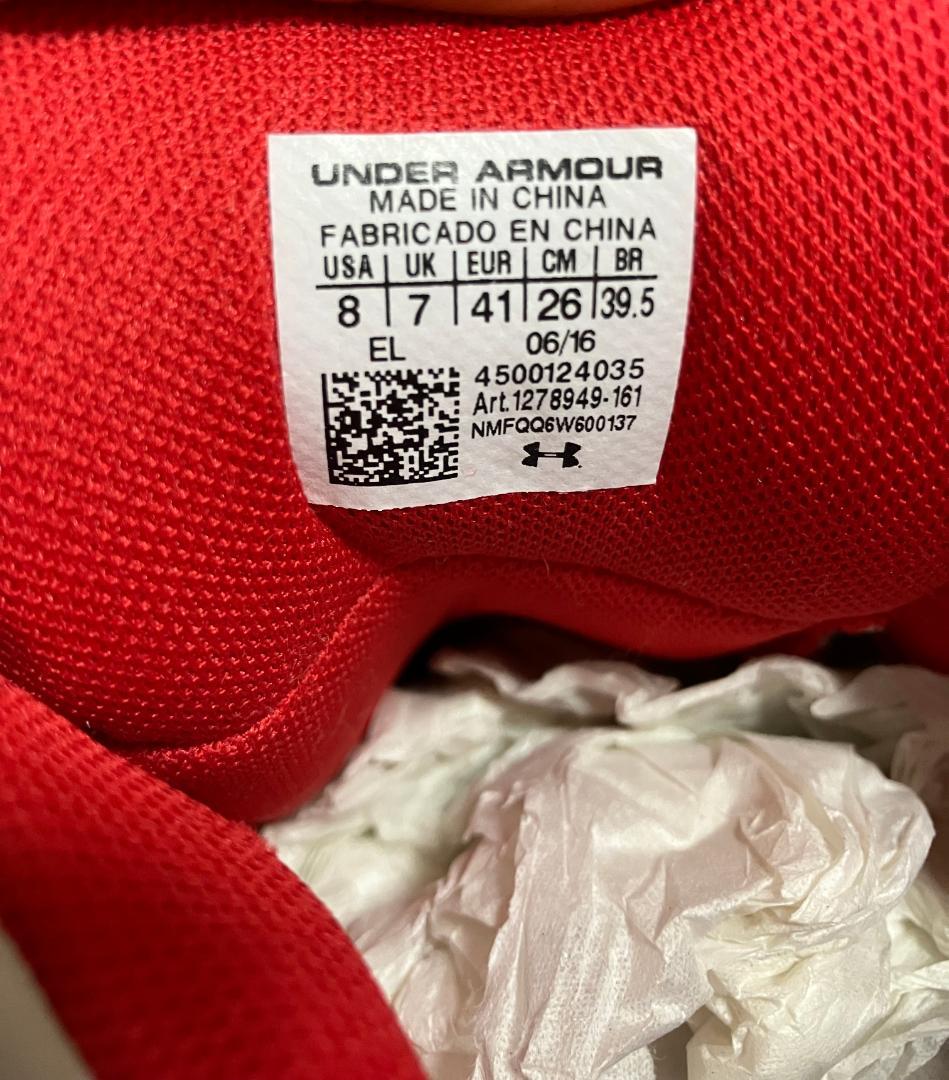 UNDER ARMOUR
MADE IN CHINA
FABRICADO EN CHINA
USA | UK | EUR | CM | BR
8 | 7 | 41 | 26 | 39.5
EL 06/16
4500124035
Art.1278949-161
NMFQQ6W600137